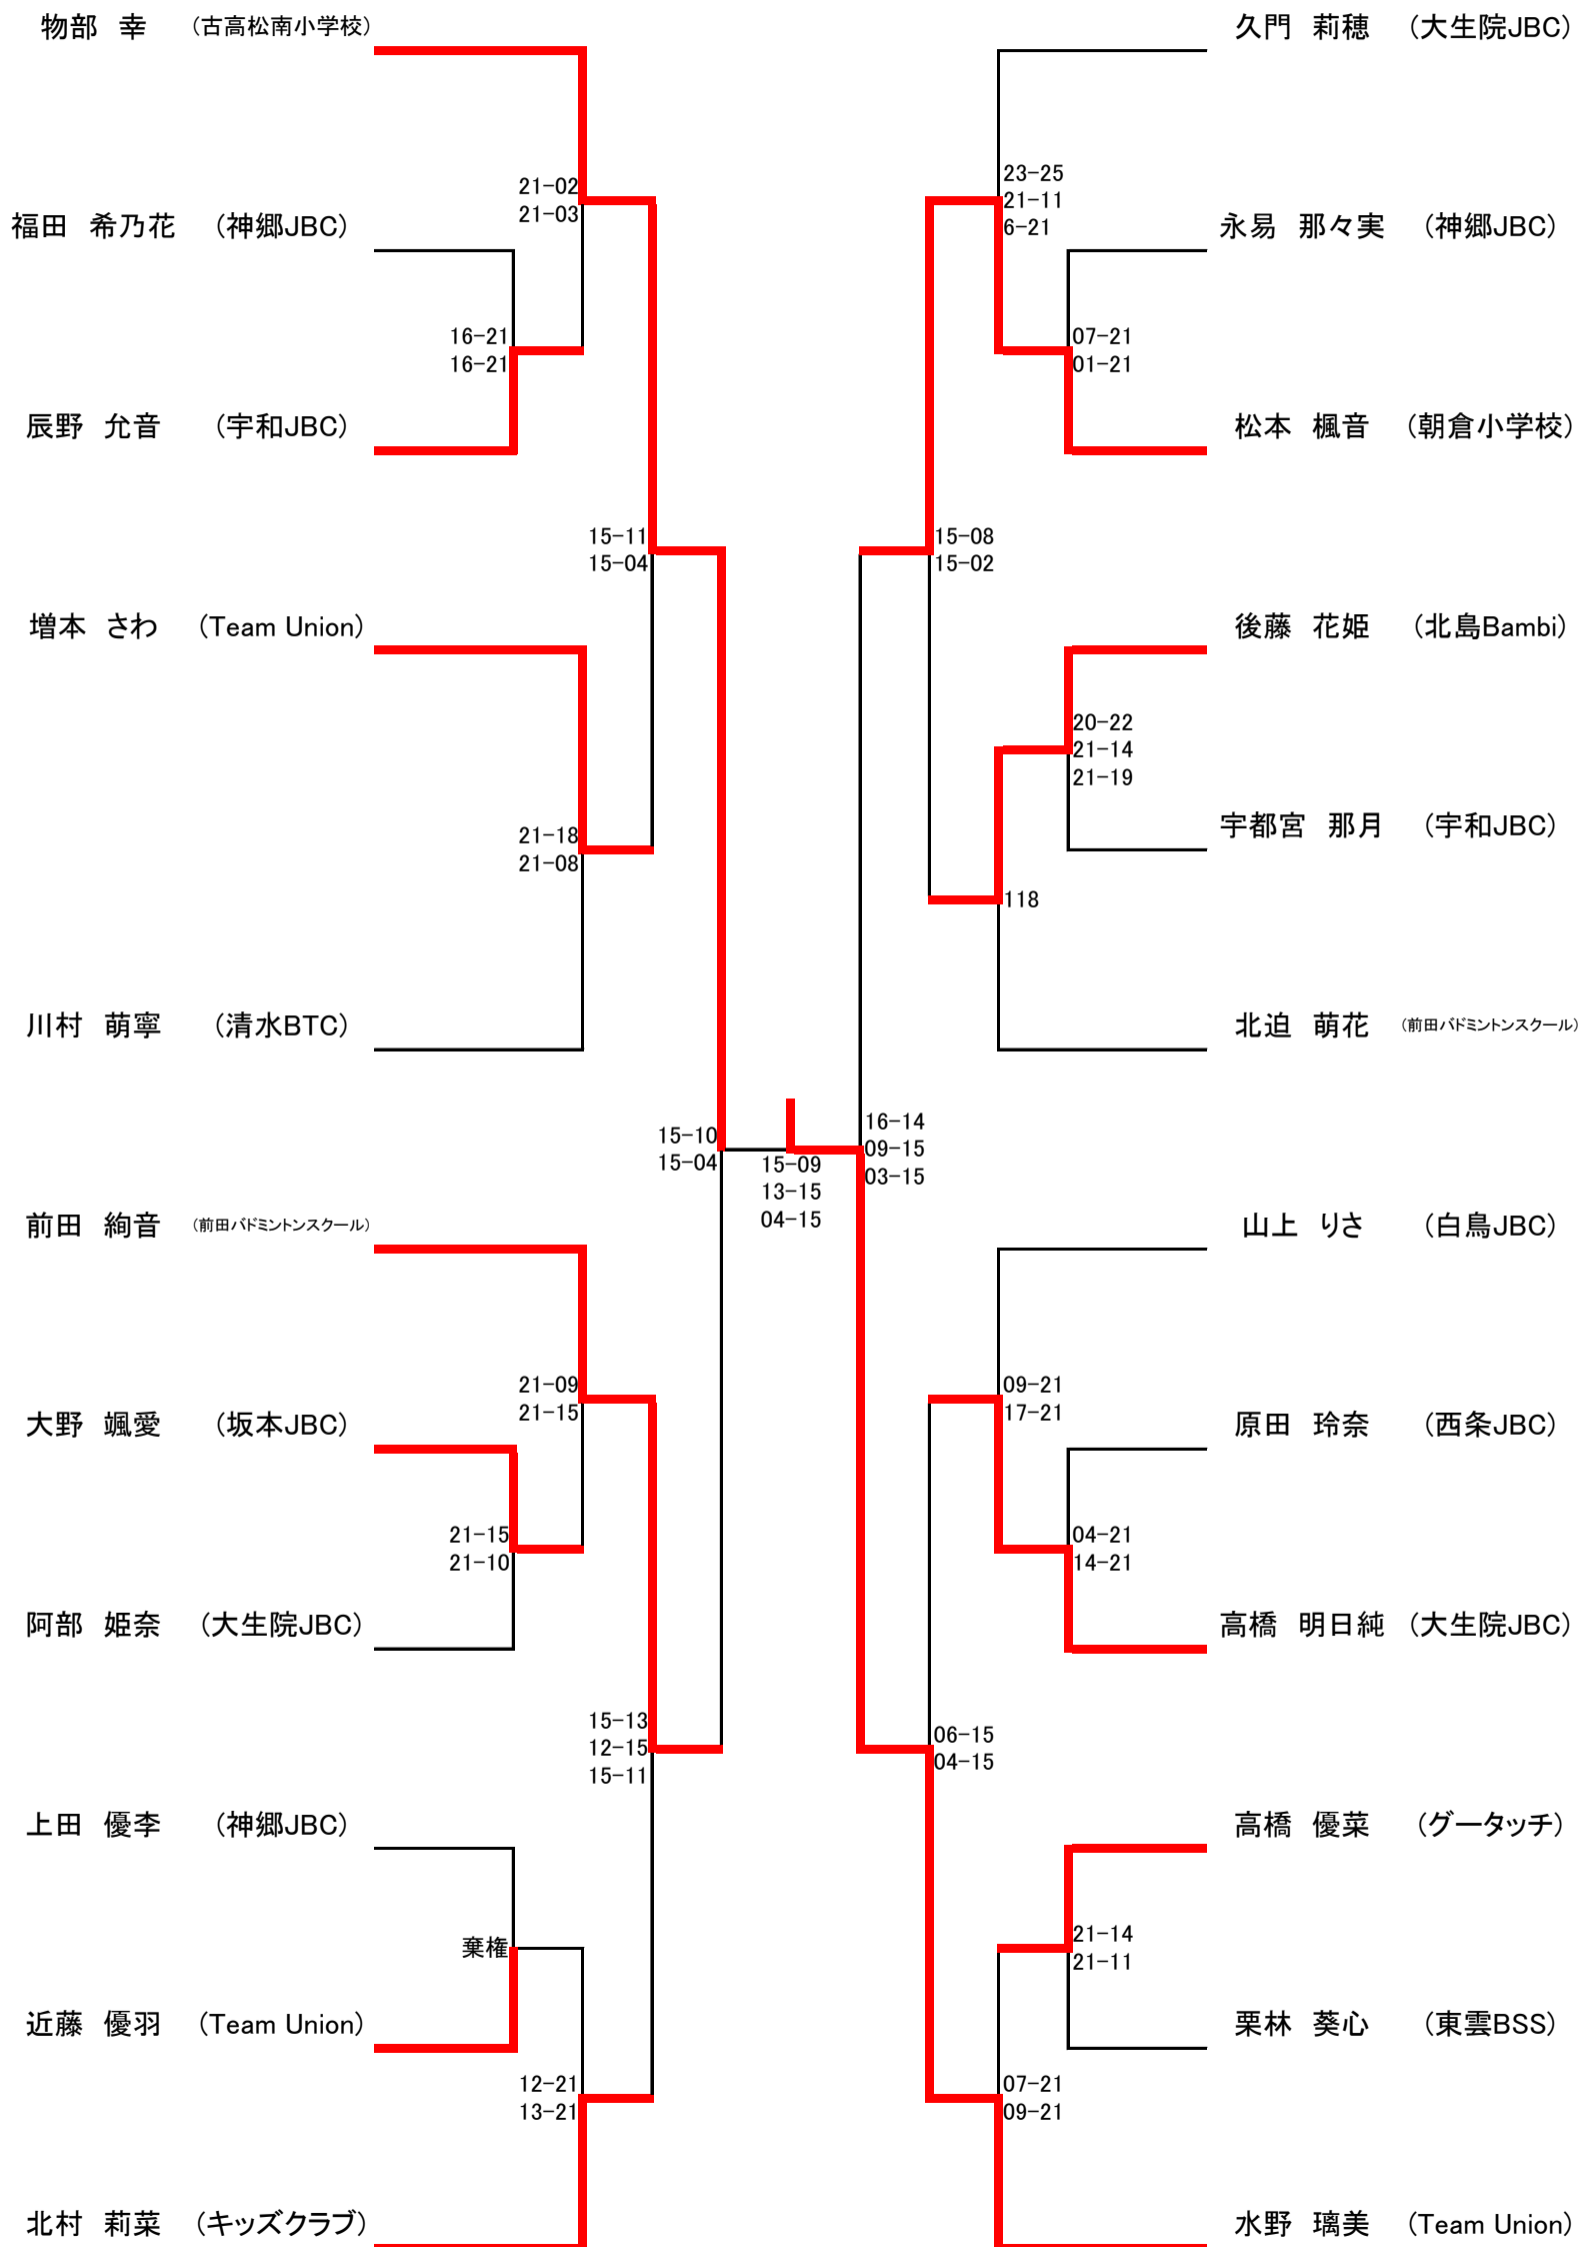 物部　幸　（古高松南小学校）
21-02
21-03
福田　希乃花　（神郷JBC）
16-21
16-21
辰野　允音　（宇和JBC）
15-11
15-04
増本　さわ　（Team Union）
21-18
21-08
川村　萌寧　（清水BTC）
15-10
15-04
前田　絢音　（前田バドミントンスクール）
21-09
21-15
大野　颯愛　（坂本JBC）
21-15
21-10
阿部　姫奈　（大生院JBC）
15-13
12-15
15-11
上田　優李　（神郷JBC）
棄権
近藤　優羽　（Team Union）
12-21
13-21
北村　莉菜　（キッズクラブ）
15-09
13-15
04-15
久門　莉穂　（大生院JBC）
23-25
21-11
6-21
永易　那々実　（神郷JBC）
07-21
01-21
松本　楓音　（朝倉小学校）
15-08
15-02
後藤　花姫　（北島Bambi）
20-22
21-14
21-19
宇都宮　那月　（宇和JBC）
118
北迫　萌花　（前田バドミントンスクール）
16-14
09-15
03-15
山上　りさ　（白鳥JBC）
09-21
17-21
原田　玲奈　（西条JBC）
04-21
14-21
高橋　明日純　（大生院JBC）
06-15
04-15
高橋　優菜　（グータッチ）
21-14
21-11
栗林　葵心　（東雲BSS）
07-21
09-21
水野　璃美　（Team Union）